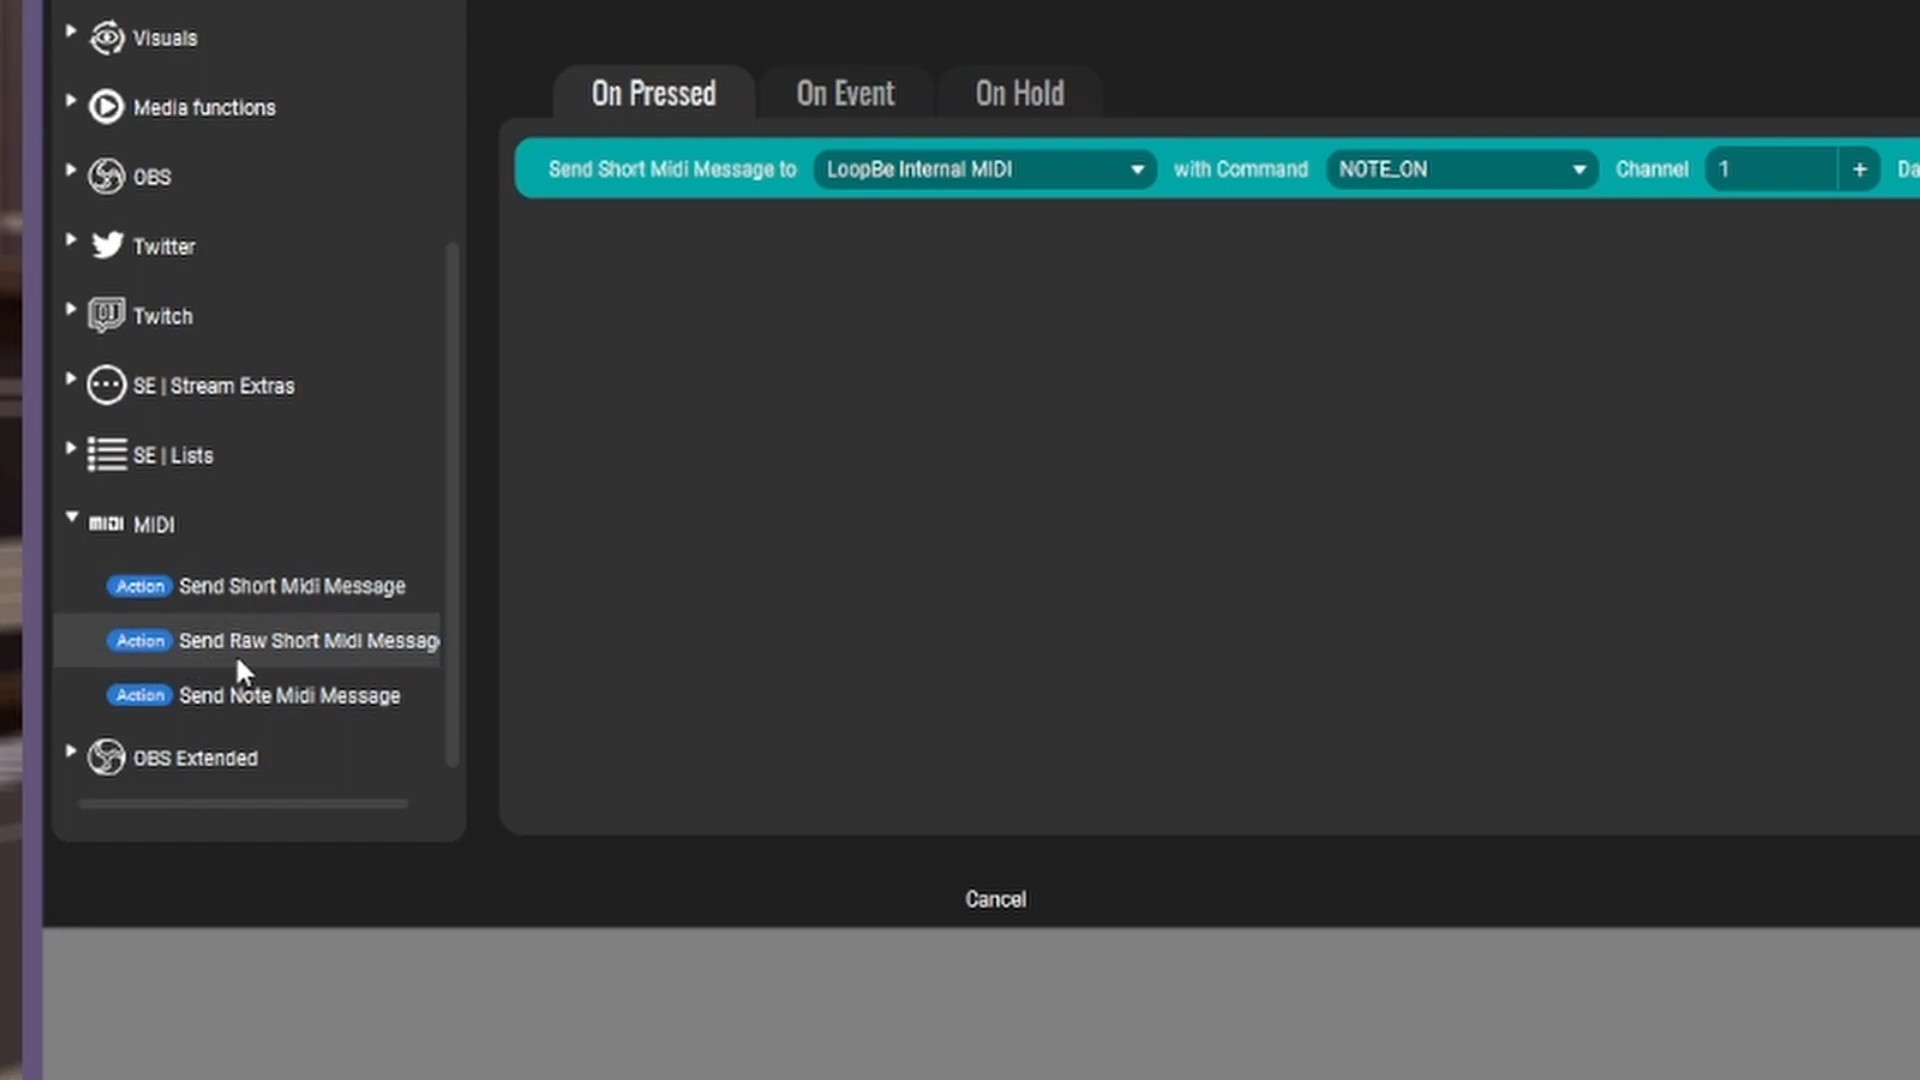 Visuals
Media functions
OBS
Twitter
Twitch
SE | Stream Extras
SE | Lists
MIDI MIDI
Action Send Short Midi Message
Action Send Raw Short Midi Messag
Action Send Note Midi Message
OBS Extended
On Pressed On Event On Hold
Send Short Midi Message to LoopBe Internal MIDI with Command NOTE_ON Channel 1 + Da
Cancel